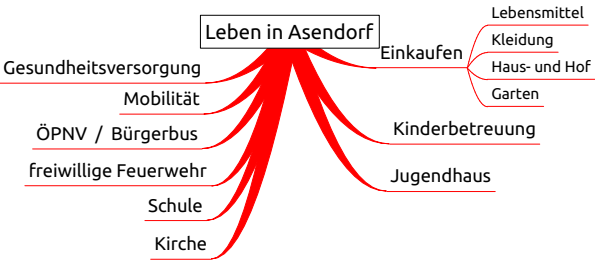 Leben in Asendorf
Gesundheitsversorgung
Mobilität
ÖPNV / Bürgerbus
freiwillige Feuerwehr
Schule
Kirche
Einkaufen
Lebensmittel
Kleidung
Haus- und Hof
Garten
Kinderbetreuung
Jugendhaus